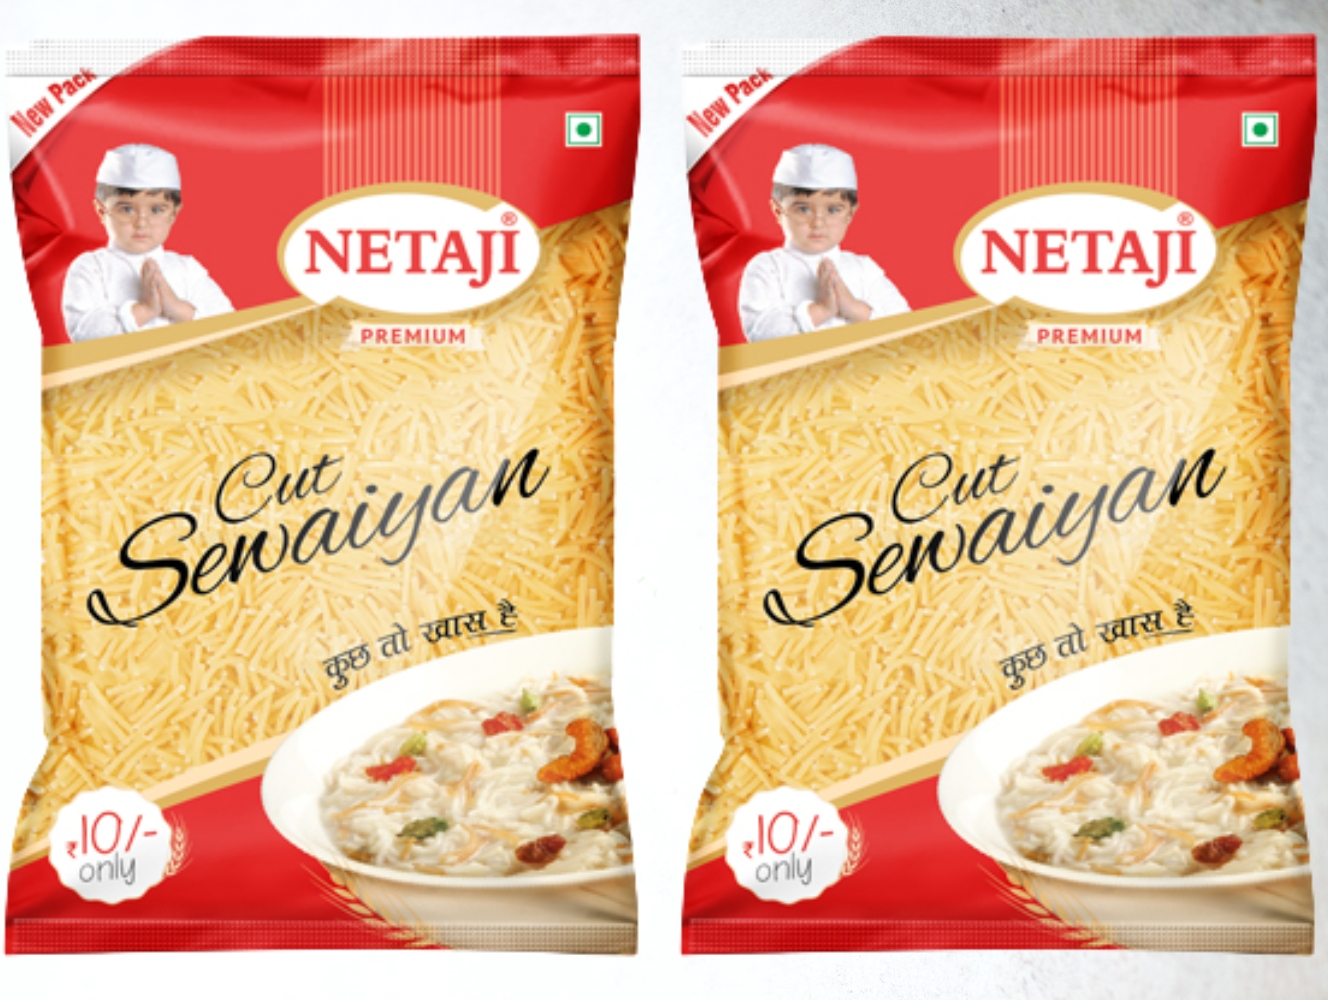 New Pack
NETAJI®
PREMIUM
Cut
Sewaiyan
कुछ तो खास है
₹10/-
only
New Pack
NETAJI®
PREMIUM
Cut
Sewaiyan
कुछ तो खास है
₹10/-
only